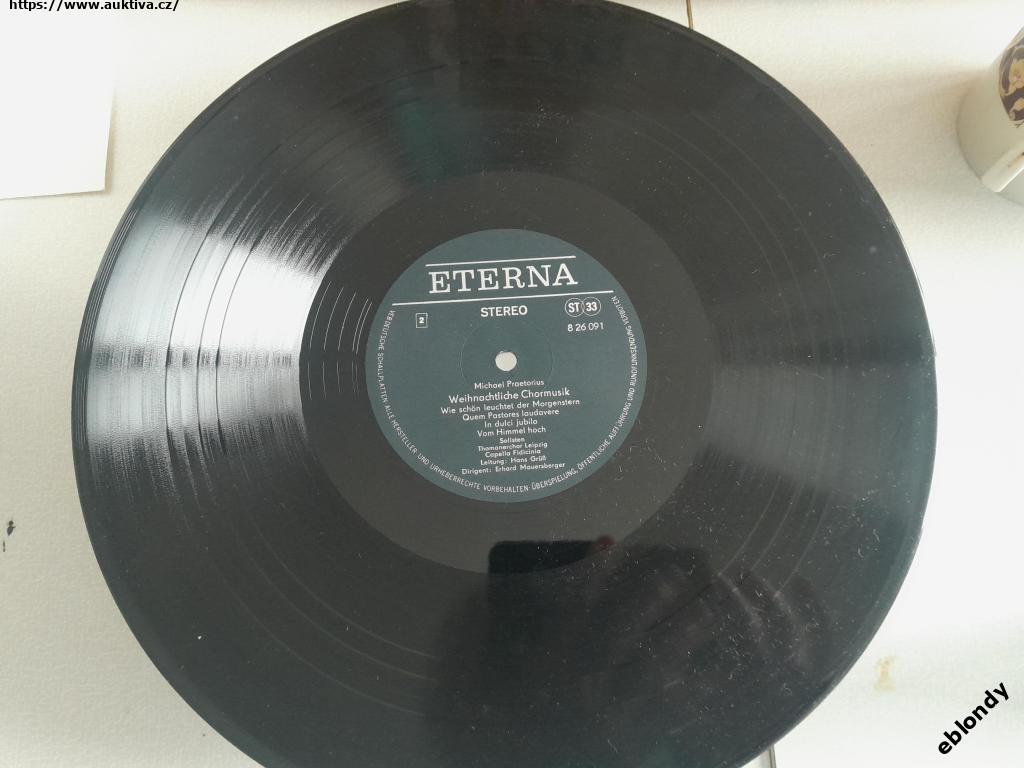 https://www.auktiva.cz/
ETERNA
STEREO
ST 33
2
8 26 091
Michael Praetorius
Weihnachtliche Chormusik
Wie schön leuchtet der Morgenstern
Quem Pastores laudavere
In dulci jubilo
Vom Himmel hoch
Solisten
Thomanerchor Leipzig
Capella Fidicinia
Leitung: Hans Grüß
Dirigent: Erhard Mauersberger
VEB DEUTSCHE SCHALLPLATTEN ALLE HERSTELLER- UND URHEBERRECHTE VORBEHALTEN· ÜBERSPIELUNG, ÖFFENTLICHE AUFFÜHRUNG UND RUNDFUNKSENDUNG VERBOTEN
eblondy